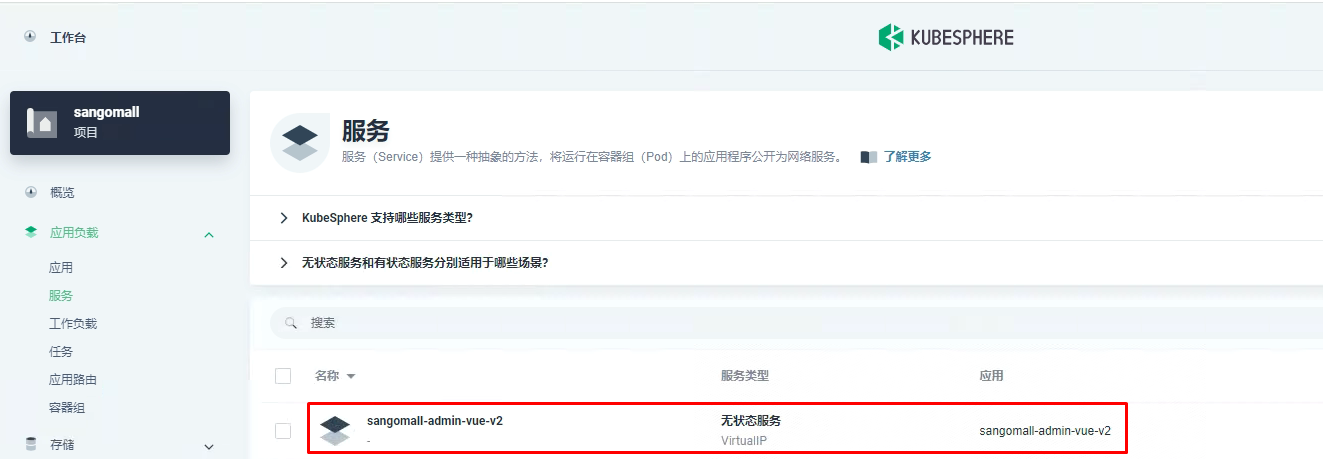 工作台
KUBESPHERE
sangomall
项目
概览
应用负载
应用
服务
工作负载
任务
应用路由
容器组
存储
服务
服务（Service）提供一种抽象的方法，将运行在容器组（Pod）上的应用程序公开为网络服务。 了解更多
KubeSphere 支持哪些服务类型?
无状态服务和有状态服务分别适用于哪些场景?
搜索
名称 服务类型 应用
sangomall-admin-vue-v2 无状态服务 sangomall-admin-vue-v2
- VirtualIP